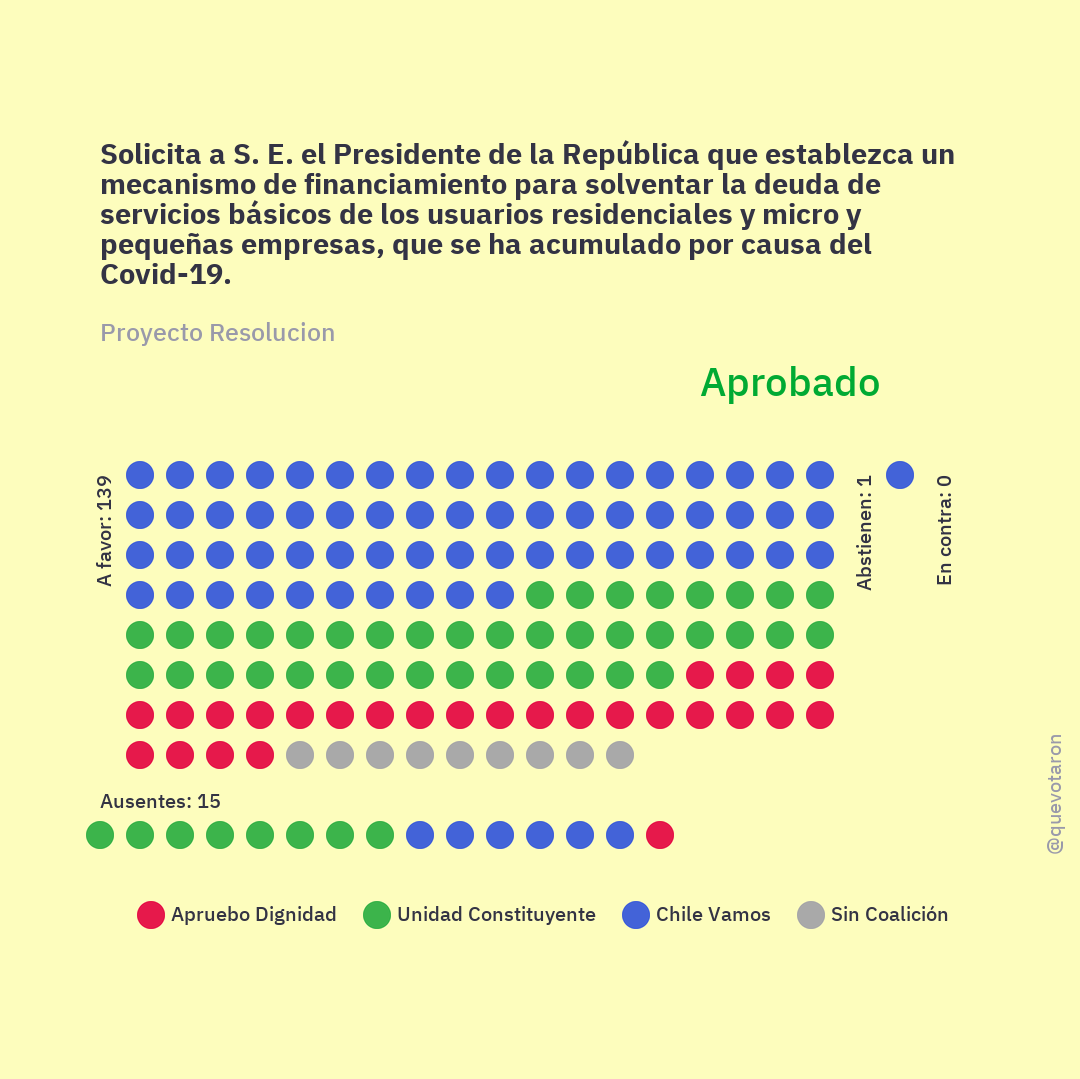 Solicita a S. E. el Presidente de la República que establezca un
mecanismo de financiamiento para solventar la deuda de
servicios básicos de los usuarios residenciales y micro y
pequeñas empresas, que se ha acumulado por causa del
Covid-19.
Proyecto Resolucion
Aprobado
A favor: 139
Abstienen: 1
En contra: 0
Ausentes: 15
@quevotaron
Apruebo Dignidad
Unidad Constituyente
Chile Vamos
Sin Coalición